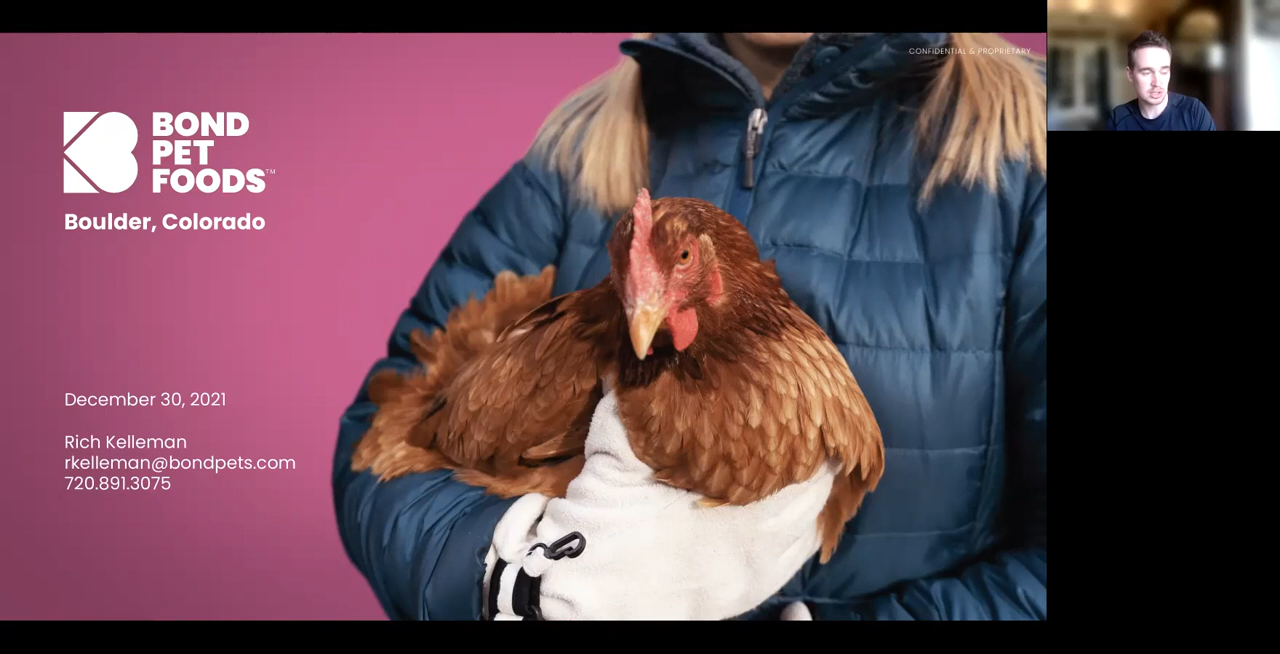 CONFIDENTIAL & PROPRIETARY
BOND
PET
FOODS™
Boulder, Colorado
December 30, 2021
Rich Kelleman
rkelleman@bondpets.com
720.891.3075